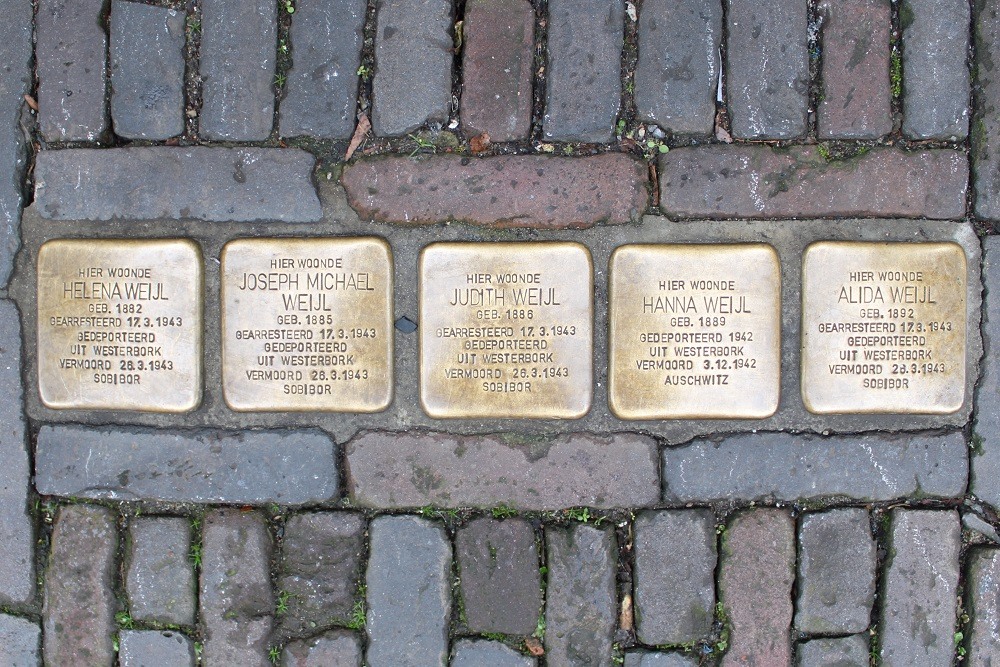 HIER WOONDE
HELENA WEIJL
GEB. 1882
GEARRESTEERD 17.3.1943
GEDEPORTEERD
UIT WESTERBORK
VERMOORD 26.3.1943
SOBIBOR
HIER WOONDE
JOSEPH MICHAEL
WEIJL
GEB. 1885
GEARRESTEERD 17.3.1943
GEDEPORTEERD
UIT WESTERBORK
VERMOORD 26.3.1943
SOBIBOR
HIER WOONDE
JUDITH WEIJL
GEB. 1886
GEARRESTEERD 17.3.1943
GEDEPORTEERD
UIT WESTERBORK
VERMOORD 26.3.1943
SOBIBOR
HIER WOONDE
HANNA WEIJL
GEB. 1889
GEDEPORTEERD 1942
UIT WESTERBORK
VERMOORD 3.12.1942
AUSCHWITZ
HIER WOONDE
ALIDA WEIJL
GEB. 1892
GEARRESTEERD 17.3.1943
GEDEPORTEERD
UIT WESTERBORK
VERMOORD 26.3.1943
SOBIBOR